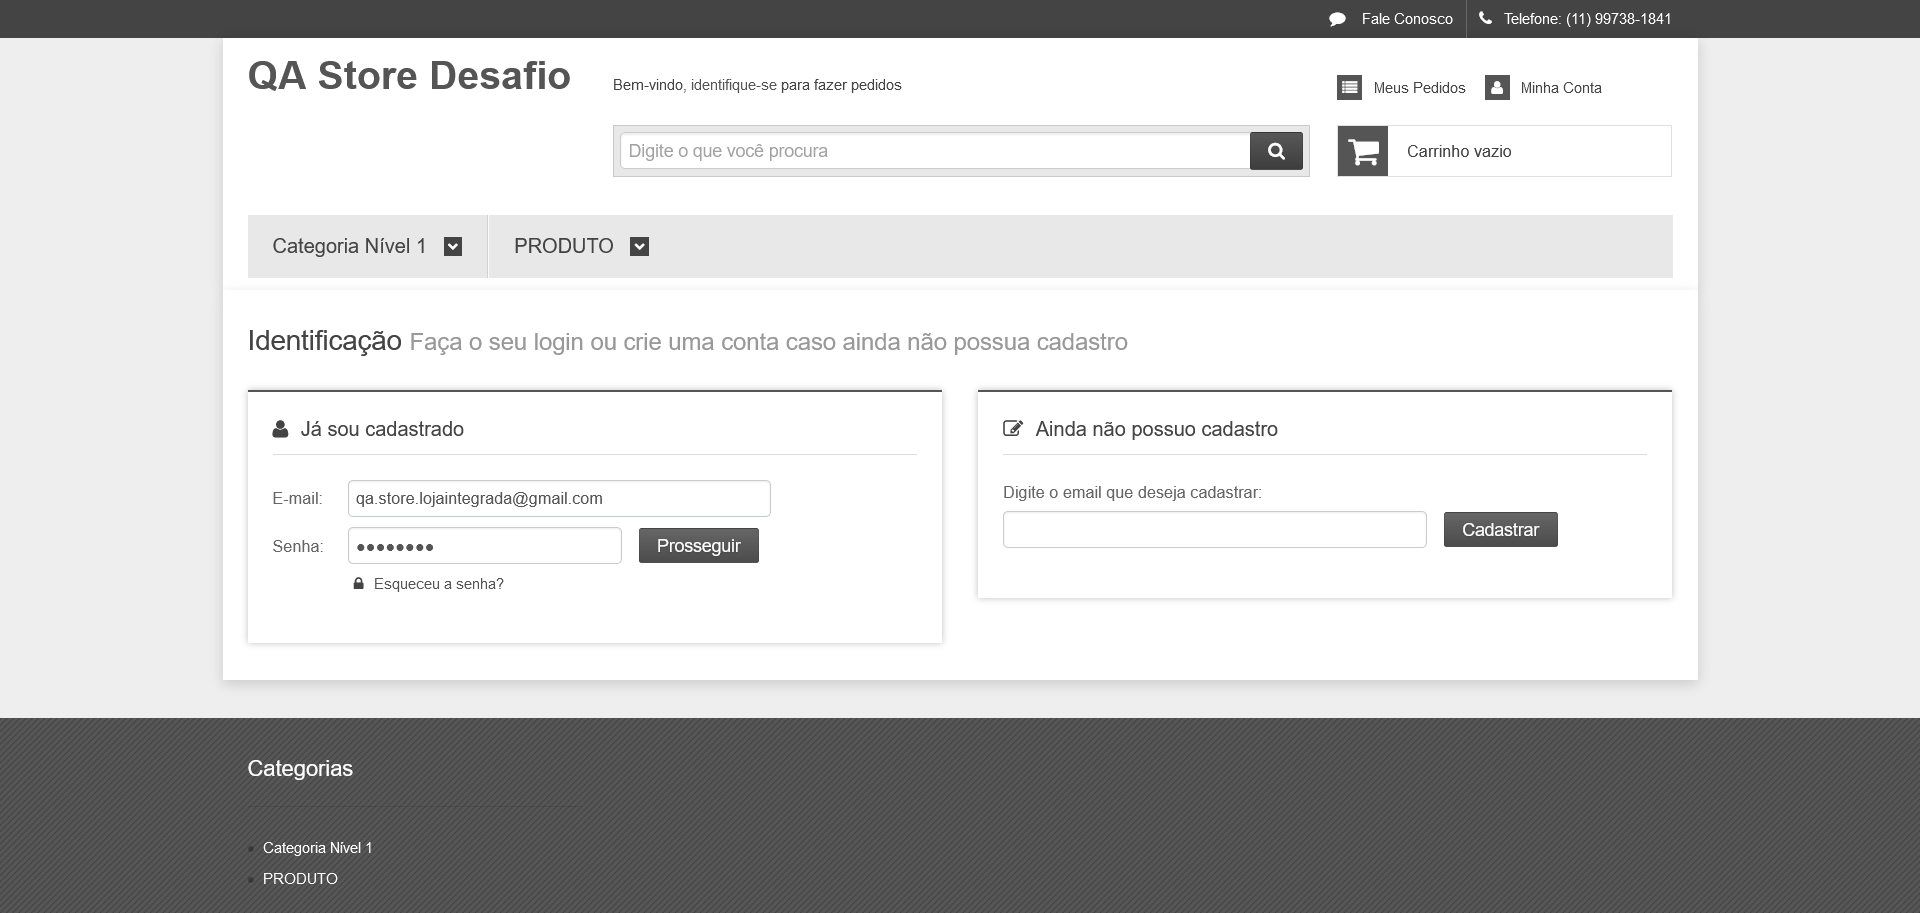 Fale Conosco
Telefone: (11) 99738-1841
QA Store Desafio
Bem-vindo, identifique-se para fazer pedidos
Meus Pedidos
Minha Conta
Digite o que você procura
Carrinho vazio
Categoria Nível 1
PRODUTO
Identificação Faça o seu login ou crie uma conta caso ainda não possua cadastro
Já sou cadastrado
E-mail:
qa.store.lojaintegrada@gmail.com
Senha:
●●●●●●●●
Prosseguir
Esqueceu a senha?
Ainda não possuo cadastro
Digite o email que deseja cadastrar:
Cadastrar
Categorias
Categoria Nível 1
PRODUTO